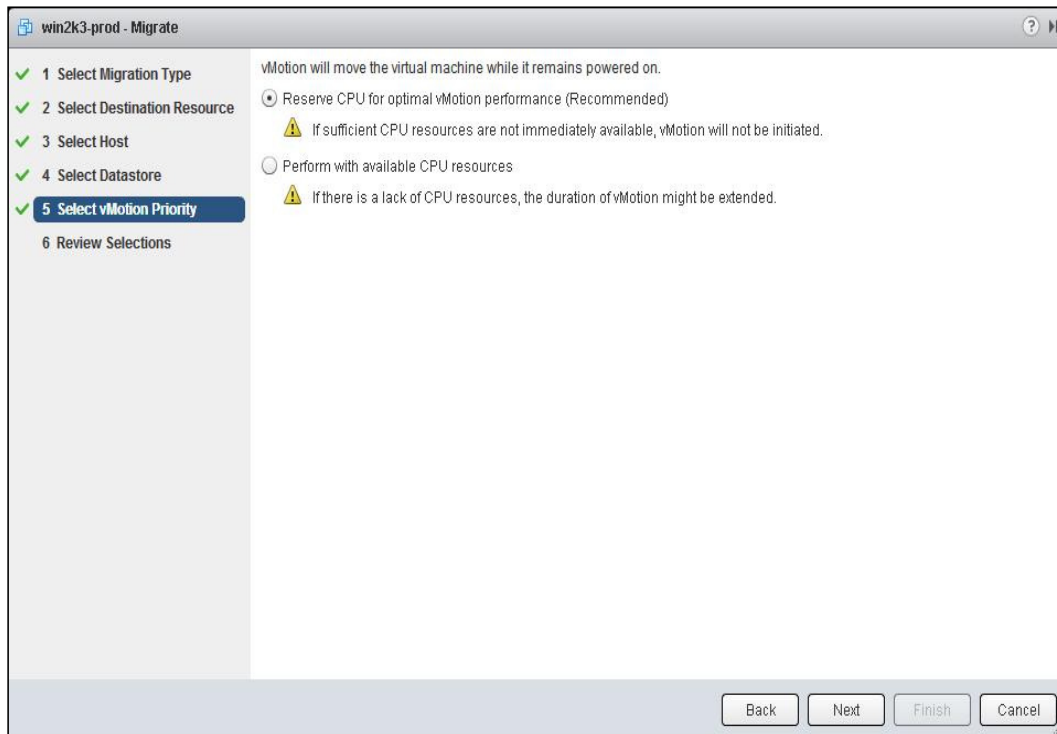 win2k3-prod - Migrate
?
1 Select Migration Type
2 Select Destination Resource
3 Select Host
4 Select Datastore
5 Select vMotion Priority
6 Review Selections
vMotion will move the virtual machine while it remains powered on.
Reserve CPU for optimal vMotion performance (Recommended)
If sufficient CPU resources are not immediately available, vMotion will not be initiated.
Perform with available CPU resources
If there is a lack of CPU resources, the duration of vMotion might be extended.
Back Next Finish Cancel